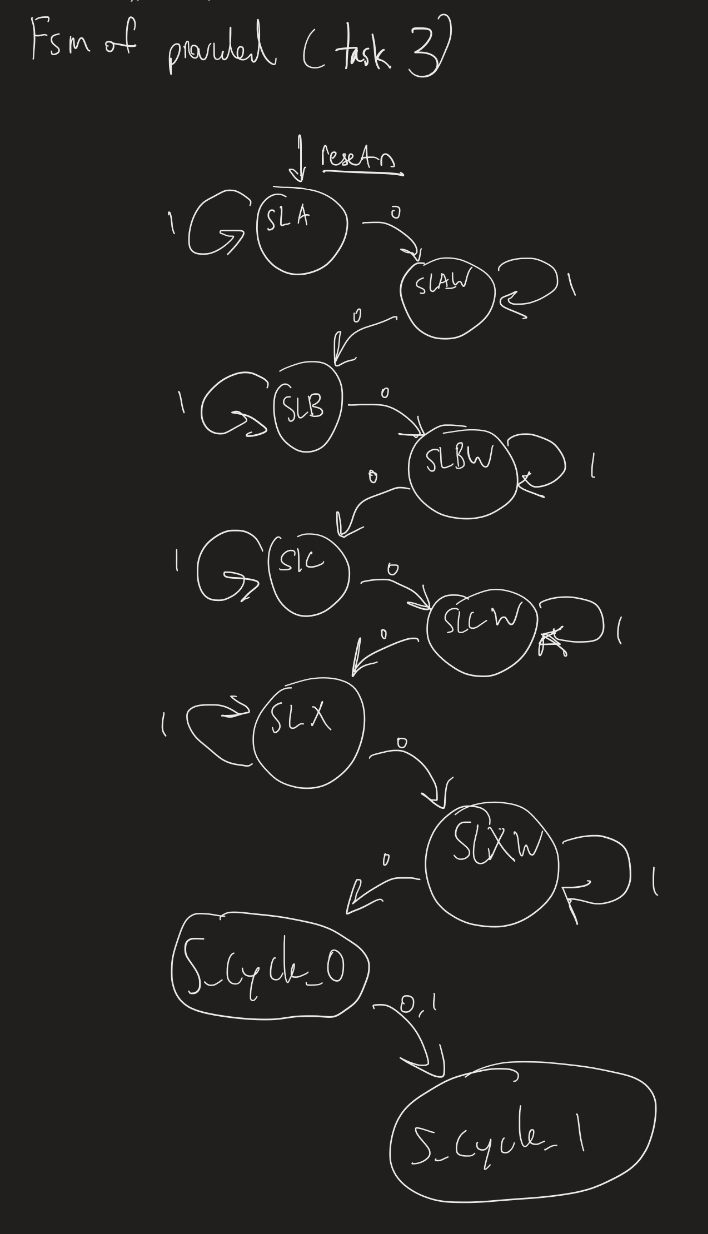 Fsm of provided (task 3)
resetn
1
SLA
0
SLAW
1
0
1
SLB
0
SLBW
1
0
1
SLC
0
SLCW
1
0
1
SLX
0
SLXW
1
0
S_cycle_0
0,1
S_cycle_1